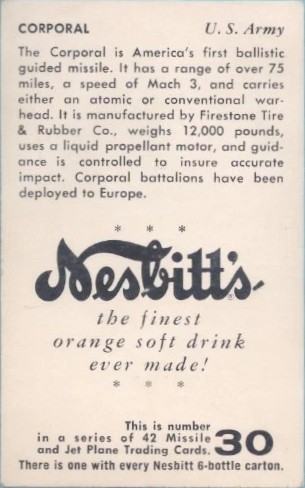 CORPORAL U. S. Army
The Corporal is America's first ballistic
guided missile. It has a range of over 75
miles, a speed of Mach 3, and carries
either an atomic or conventional war-
head. It is manufactured by Firestone Tire
& Rubber Co., weighs 12,000 pounds,
uses a liquid propellant motor, and guid-
ance is controlled to insure accurate
impact. Corporal battalions have been
deployed to Europe.
* * *
Nesbitt's®
the finest
orange soft drink
ever made!
* * *
This is number
in a series of 42 Missile
and Jet Plane Trading Cards. 30
There is one with every Nesbitt 6-bottle carton.